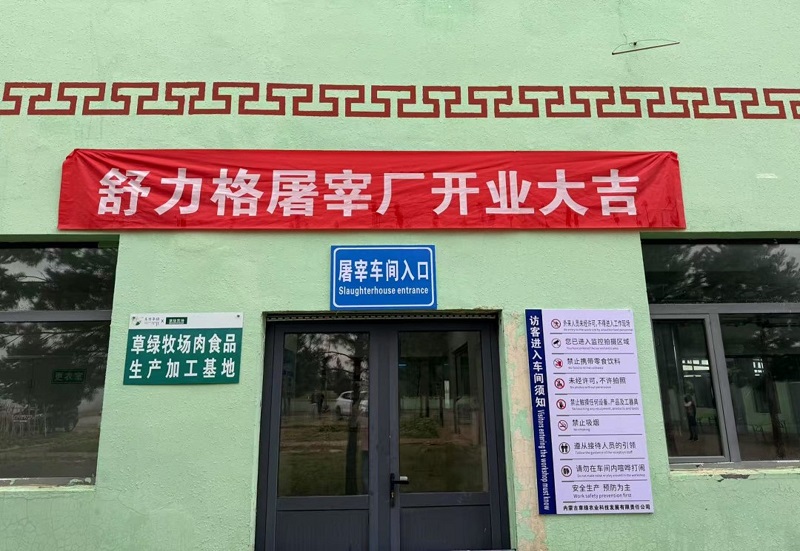 舒力格屠宰厂开业大吉
屠宰车间入口
Slaughterhouse entrance
草绿牧场肉食品
生产加工基地
访客进入车间须知
Visitors entering the workshop must know
外来人员未经许可,不得进入工作场
您已进入监控拍摄区域
禁止携带零食饮料
未经许可,不许拍照
禁止触摸任何设备、产品及工器具
禁止吸烟
No smoking
遵从接待人员的引领
请勿在车间内喧哗打闹
安全生产 预防为主
Work safety prevention first